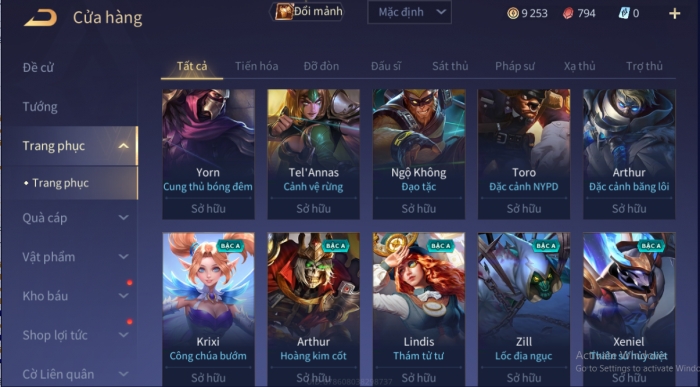 Cửa hàng
Đổi mảnh
Mặc định
9 253
794
0
Đề cử
Tướng
Trang phục
Trang phục
Quà cáp
Vật phẩm
Kho báu
Shop lợi tức
Cờ Liên quân
Tất cả
Tiến hóa
Đỡ đòn
Đấu sĩ
Sát thủ
Pháp sư
Xạ thủ
Trợ thủ
Yorn
Cung thủ bóng đêm
Sở hữu
Tel'Annas
Cảnh vệ rừng
Sở hữu
Ngộ Không
Đạo tặc
Sở hữu
Toro
Đặc cảnh NYPD
Sở hữu
Arthur
Đặc cảnh băng lôi
Sở hữu
BẬC A
Krixi
Công chúa bướm
Sở hữu
BẬC A
Arthur
Hoàng kim cốt
Sở hữu
BẬC A
Lindis
Thám tử tư
Sở hữu
BẬC A
Zill
Lốc địa ngục
Sở hữu
BẬC A
Xeniel
Thiên sứ hủy diệt
Sở hữu
Activate Windows
Go to Settings to activate Windo